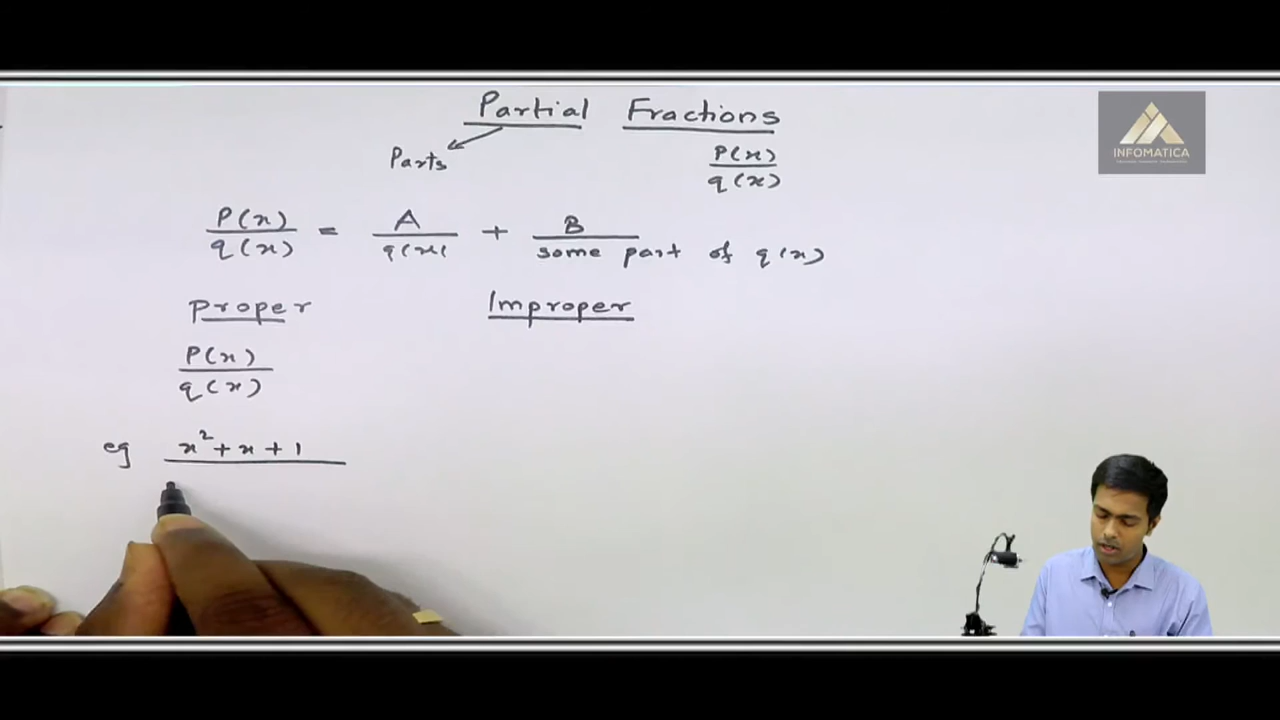 Partial Fractions
Parts
P(x)
q(x)
P(x) / q(x) = A / q(x( + B / some part of q(x)
Proper Improper
P(x)
q(x)
eg x² + x + 1
INFOMATICA